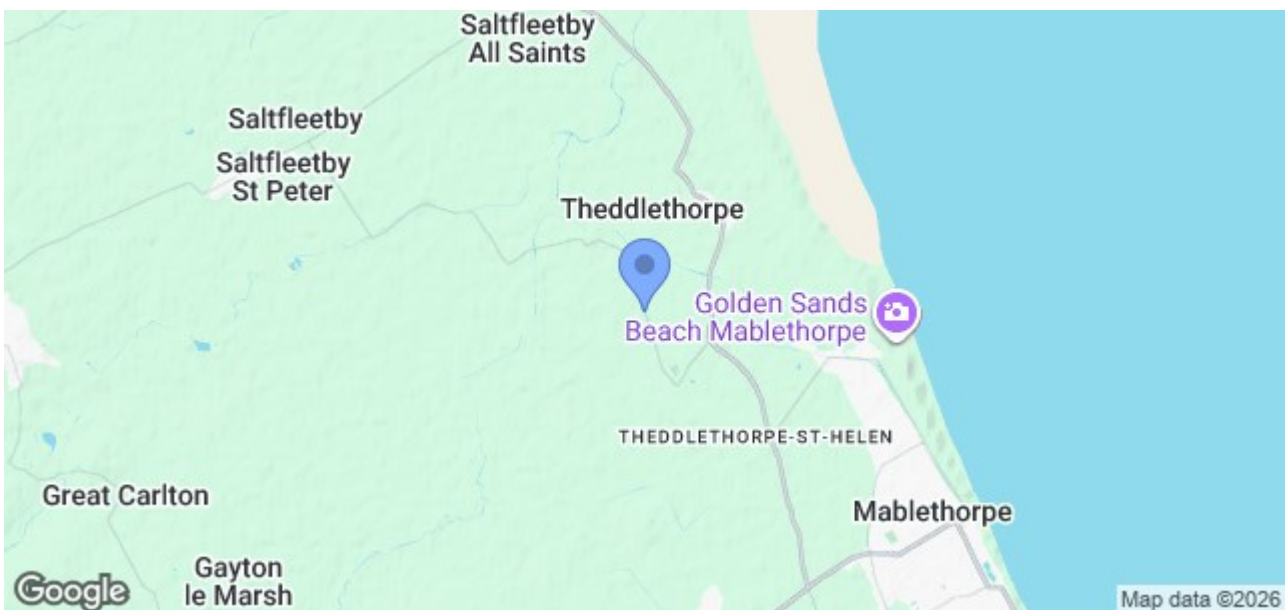 Saltfleetby
All Saints
Saltfleetby
Saltfleetby
St Peter
Theddlethorpe
Golden Sands
Beach Mablethorpe
THEDDLETHORPE-ST-HELEN
Great Carlton
Mablethorpe
Gayton
le Marsh
Google
Map data ©2026